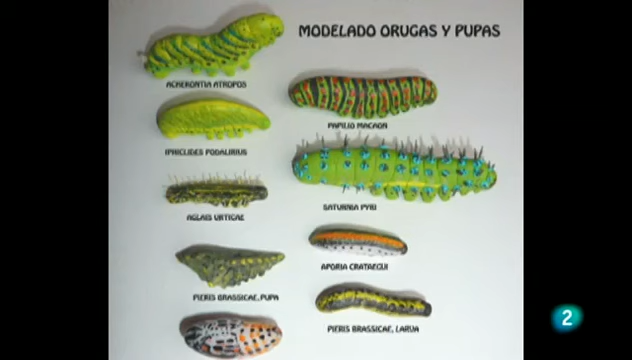 MODELADO ORUGAS Y PUPAS
ACHERONTIA ATROPOS
PAPILIO MACAON
IPHICLIDES PODALIRIUS
SATURNIA PYRI
AGLAIS URTICAE
APORIA CRATAEGUI
PIERIS BRASSICAE, PUPA
PIERIS BRASSICAE, LARVA
2